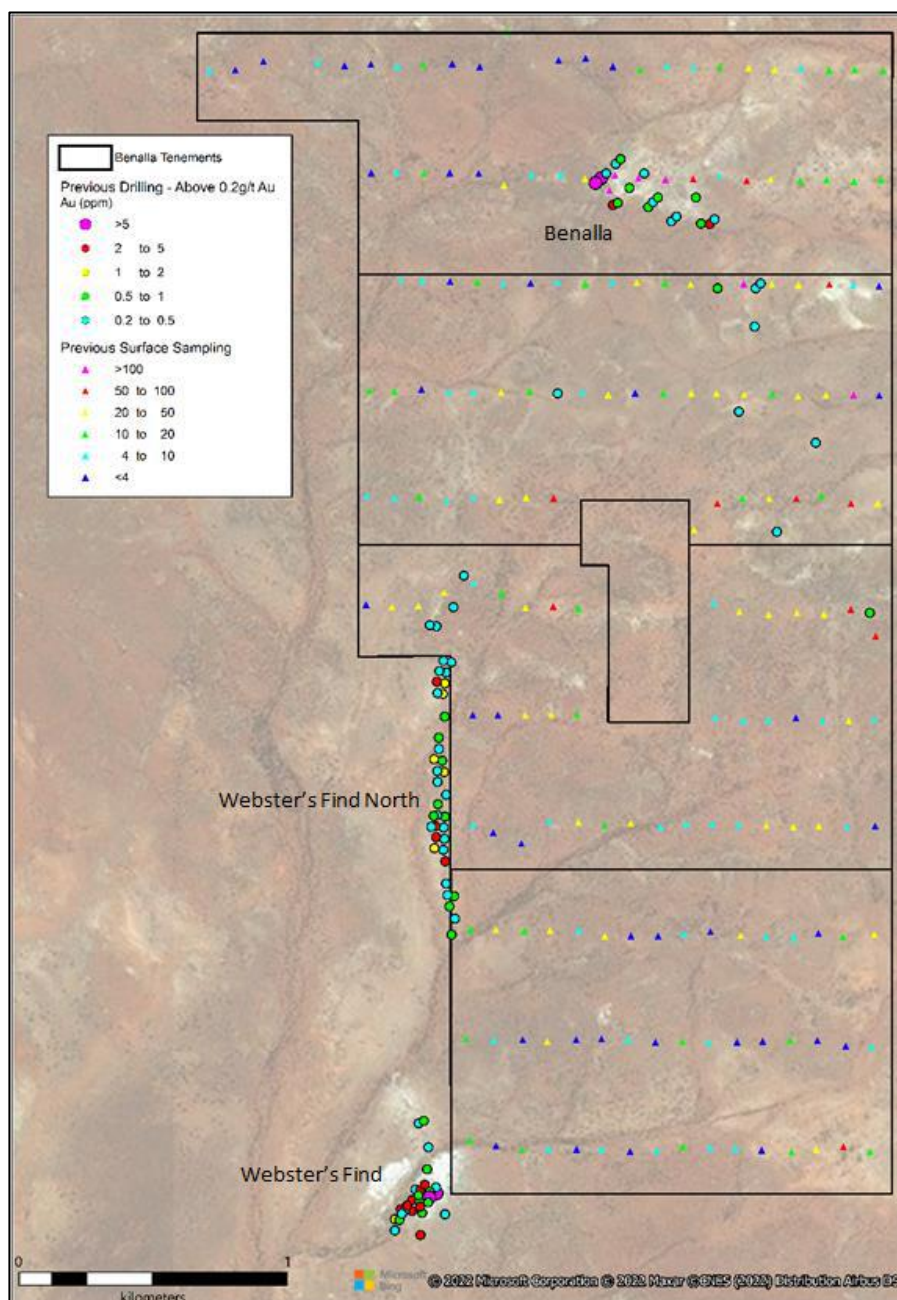 Benalla Tenements
Previous Drilling - Above 0.2g/t Au
Au (ppm)
>5
2 to 5
1 to 2
0.5 to 1
0.2 to 0.5
Previous Surface Sampling
>100
50 to 100
20 to 50
10 to 20
4 to 10
<4
Benalla
Webster's Find North
Webster's Find
0 1
kilometers
Microsoft
Bing
© 2022 Microsoft Corporation © 2022 Maxar ©CNES (2022) Distribution Airbus DS